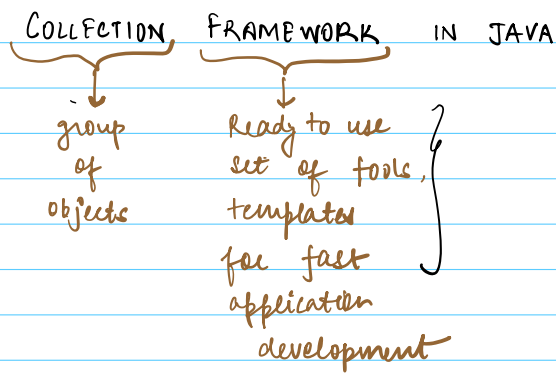 COLLECTION FRAMEWORK IN JAVA
group
of
objects
Ready to use
set of tools,
templates
for fast
application
development